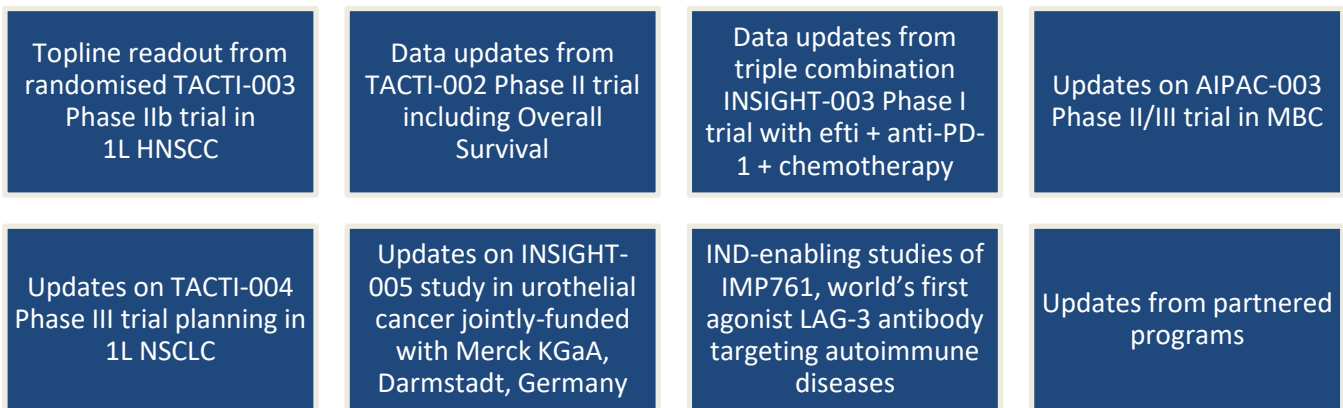 Topline readout from
randomised TACTI-003
Phase IIb trial in
1L HNSCC
Data updates from
TACTI-002 Phase II trial
including Overall
Survival
Data updates from
triple combination
INSIGHT-003 Phase I
trial with efti + anti-PD-
1 + chemotherapy
Updates on AIPAC-003
Phase II/III trial in MBC
Updates on TACTI-004
Phase III trial planning in
1L NSCLC
Updates on INSIGHT-
005 study in urothelial
cancer jointly-funded
with Merck KGaA,
Darmstadt, Germany
IND-enabling studies of
IMP761, world’s first
agonist LAG-3 antibody
targeting autoimmune
diseases
Updates from partnered
programs